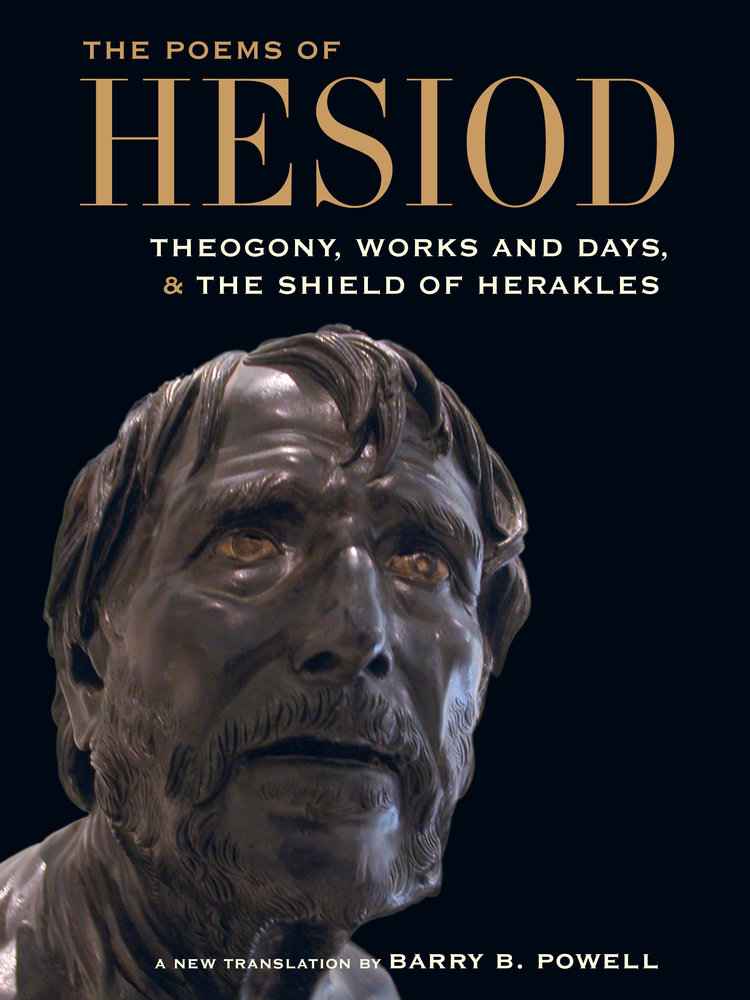 THE POEMS OF
HESIOD
THEOGONY, WORKS AND DAYS,
& THE SHIELD OF HERAKLES
A NEW TRANSLATION BY BARRY B. POWELL